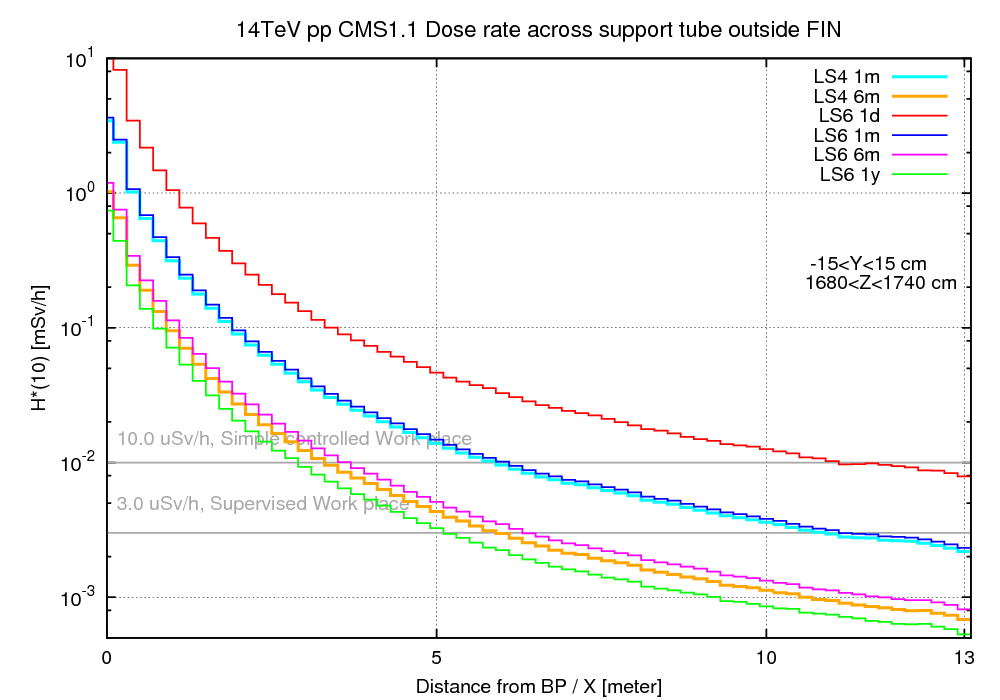 14TeV pp CMS1.1 Dose rate across support tube outside FIN
LS4 1m
LS4 6m
LS6 1d
LS6 1m
LS6 6m
LS6 1y
-15<Y<15 cm
1680<Z<1740 cm
10^1
10^0
10^-1
10^-2
10^-3
H*(10) [mSv/h]
10.0 uSv/h, Simple controlled Work place
3.0 uSv/h, Supervised Work place
0 5 10 13
Distance from BP / X [meter]